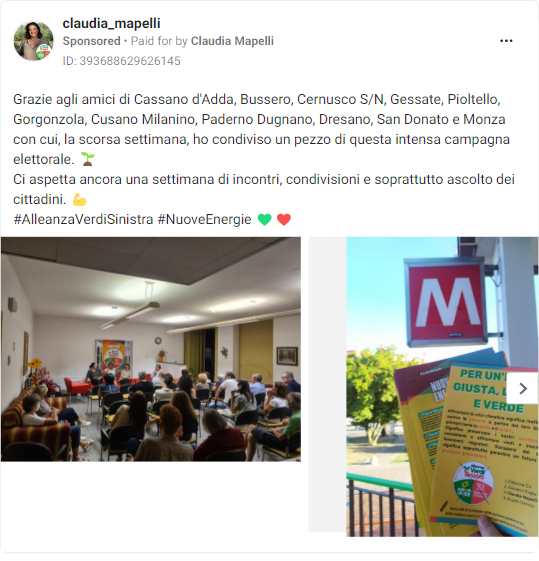 claudia_mapelli
Sponsored • Paid for by Claudia Mapelli
ID: 393688629626145
Grazie agli amici di Cassano d'Adda, Bussero, Cernusco S/N, Gessate, Pioltello,
Gorgonzola, Cusano Milanino, Paderno Dugnano, Dresano, San Donato e Monza
con cui, la scorsa settimana, ho condiviso un pezzo di questa intensa campagna
elettorale. 🌱
Ci aspetta ancora una settimana di incontri, condivisioni e soprattutto ascolto dei
cittadini. 💪
#AlleanzaVerdiSinistra #NuoveEnergie 💚❤️
M
PER UN'
GIUSTA,
E VERDE